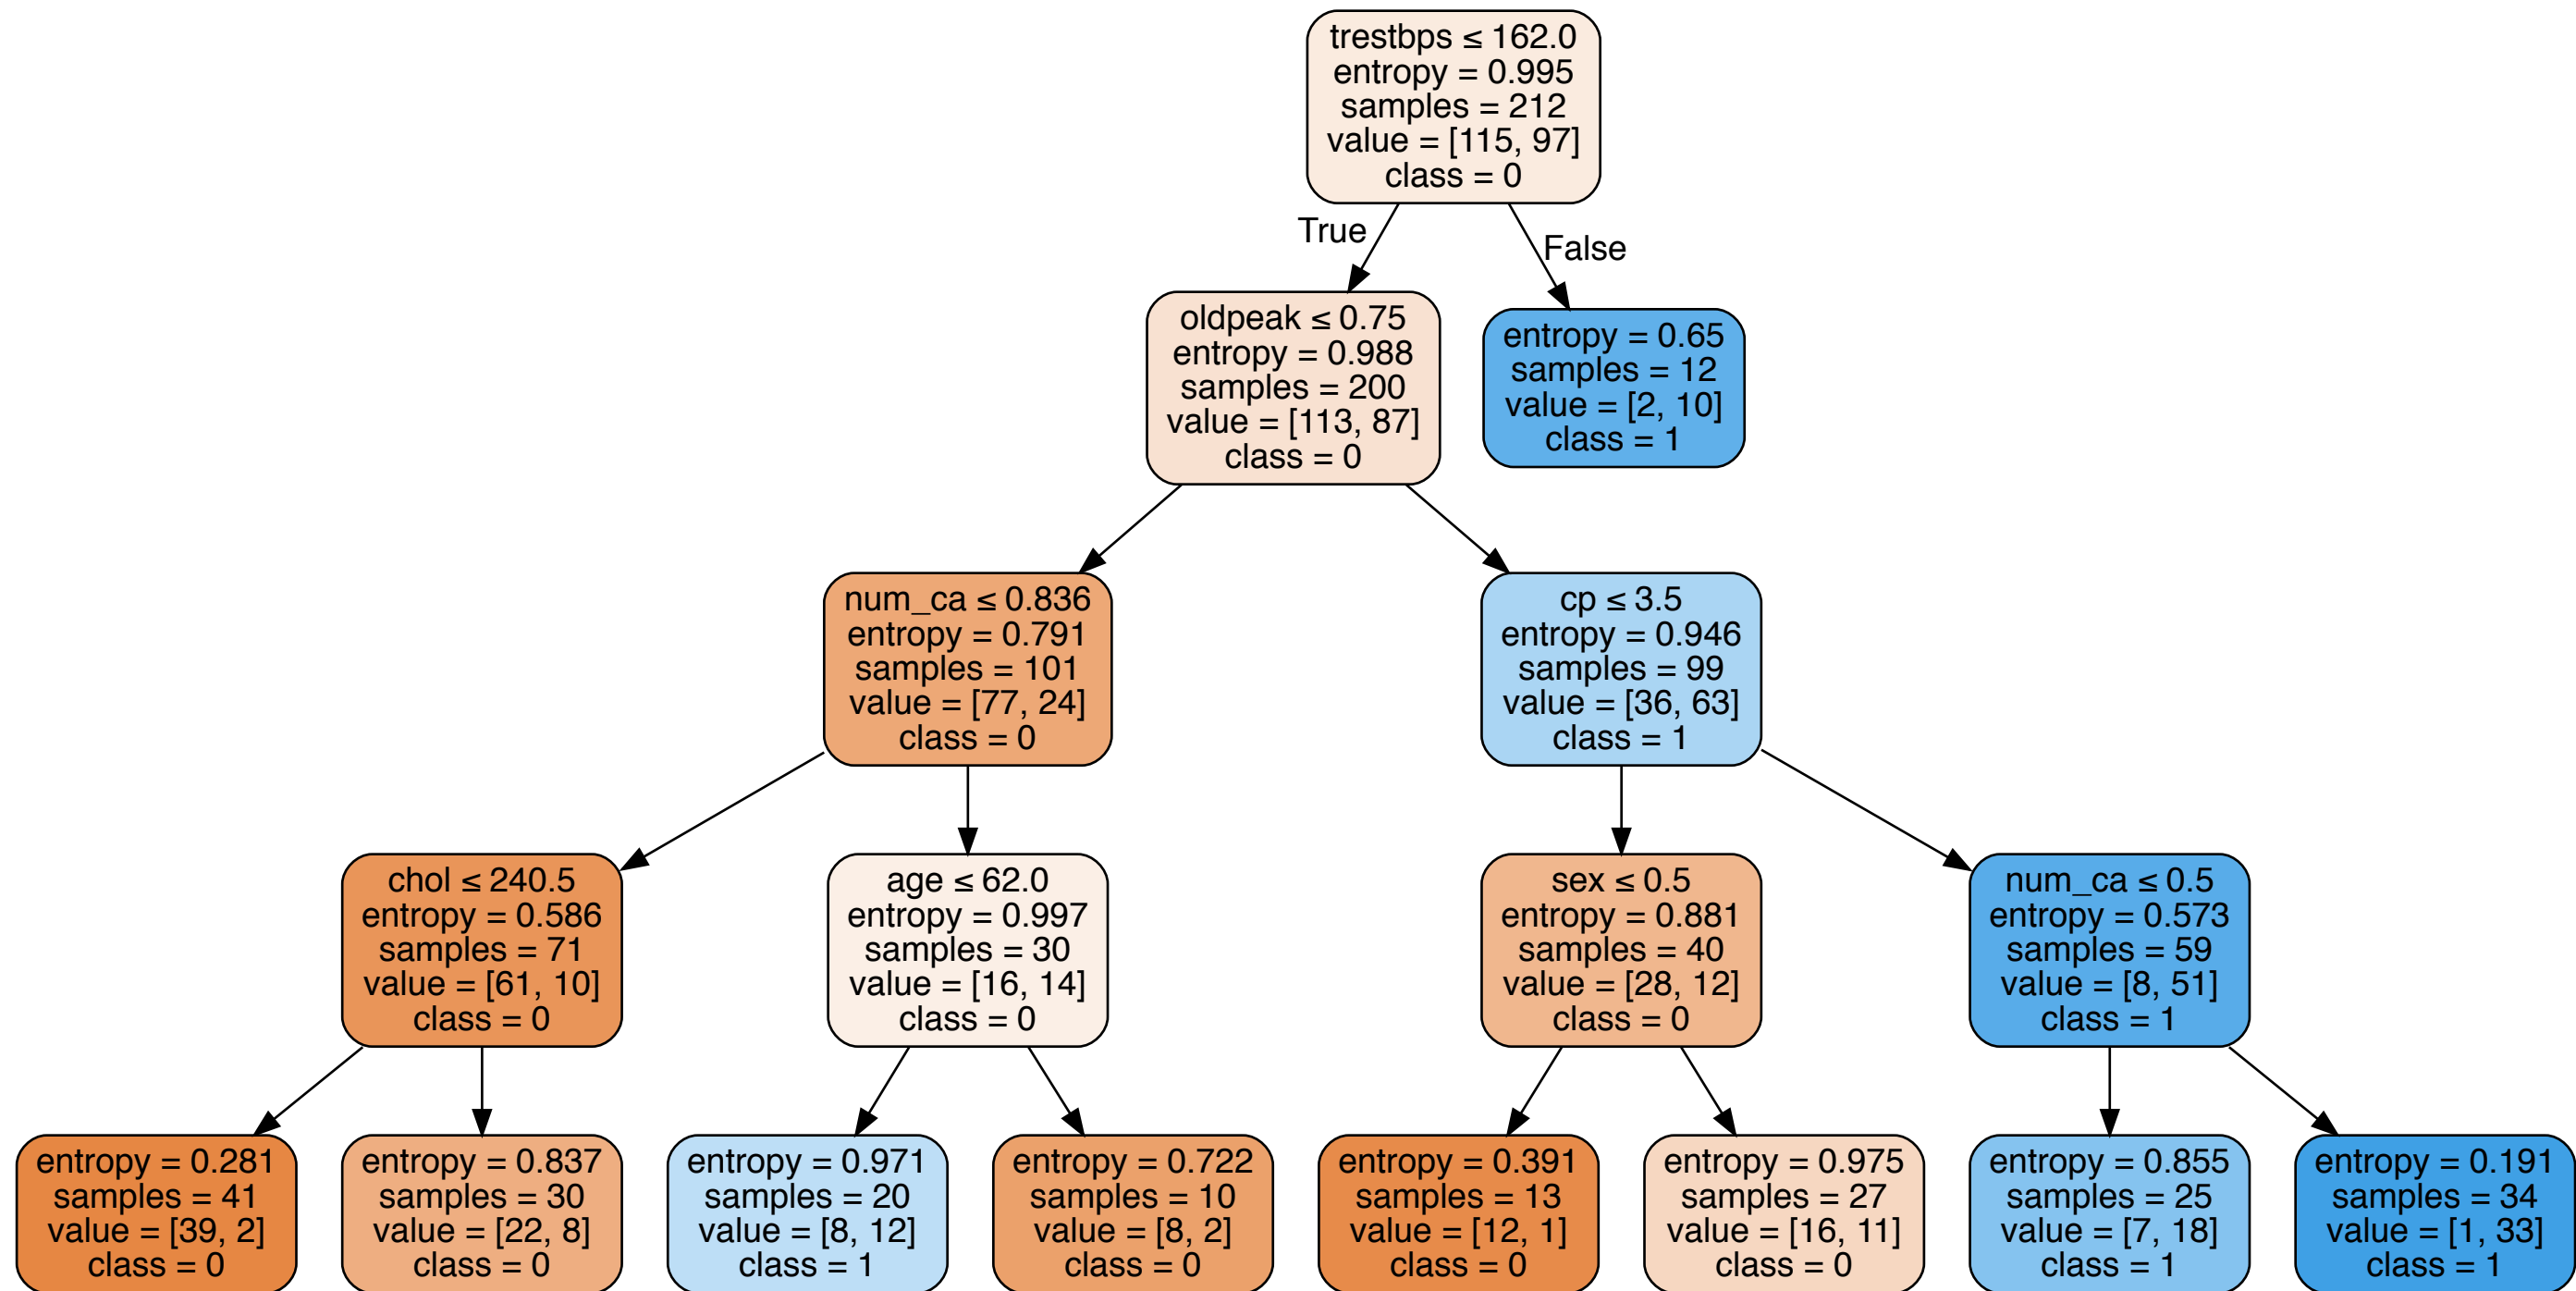 trestbps ≤ 162.0
entropy = 0.995
samples = 212
value = [115, 97]
class = 0
True
False
oldpeak ≤ 0.75
entropy = 0.988
samples = 200
value = [113, 87]
class = 0
entropy = 0.65
samples = 12
value = [2, 10]
class = 1
num_ca ≤ 0.836
entropy = 0.791
samples = 101
value = [77, 24]
class = 0
cp ≤ 3.5
entropy = 0.946
samples = 99
value = [36, 63]
class = 1
chol ≤ 240.5
entropy = 0.586
samples = 71
value = [61, 10]
class = 0
age ≤ 62.0
entropy = 0.997
samples = 30
value = [16, 14]
class = 0
sex ≤ 0.5
entropy = 0.881
samples = 40
value = [28, 12]
class = 0
num_ca ≤ 0.5
entropy = 0.573
samples = 59
value = [8, 51]
class = 1
entropy = 0.281
samples = 41
value = [39, 2]
class = 0
entropy = 0.837
samples = 30
value = [22, 8]
class = 0
entropy = 0.971
samples = 20
value = [8, 12]
class = 1
entropy = 0.722
samples = 10
value = [8, 2]
class = 0
entropy = 0.391
samples = 13
value = [12, 1]
class = 0
entropy = 0.975
samples = 27
value = [16, 11]
class = 0
entropy = 0.855
samples = 25
value = [7, 18]
class = 1
entropy = 0.191
samples = 34
value = [1, 33]
class = 1